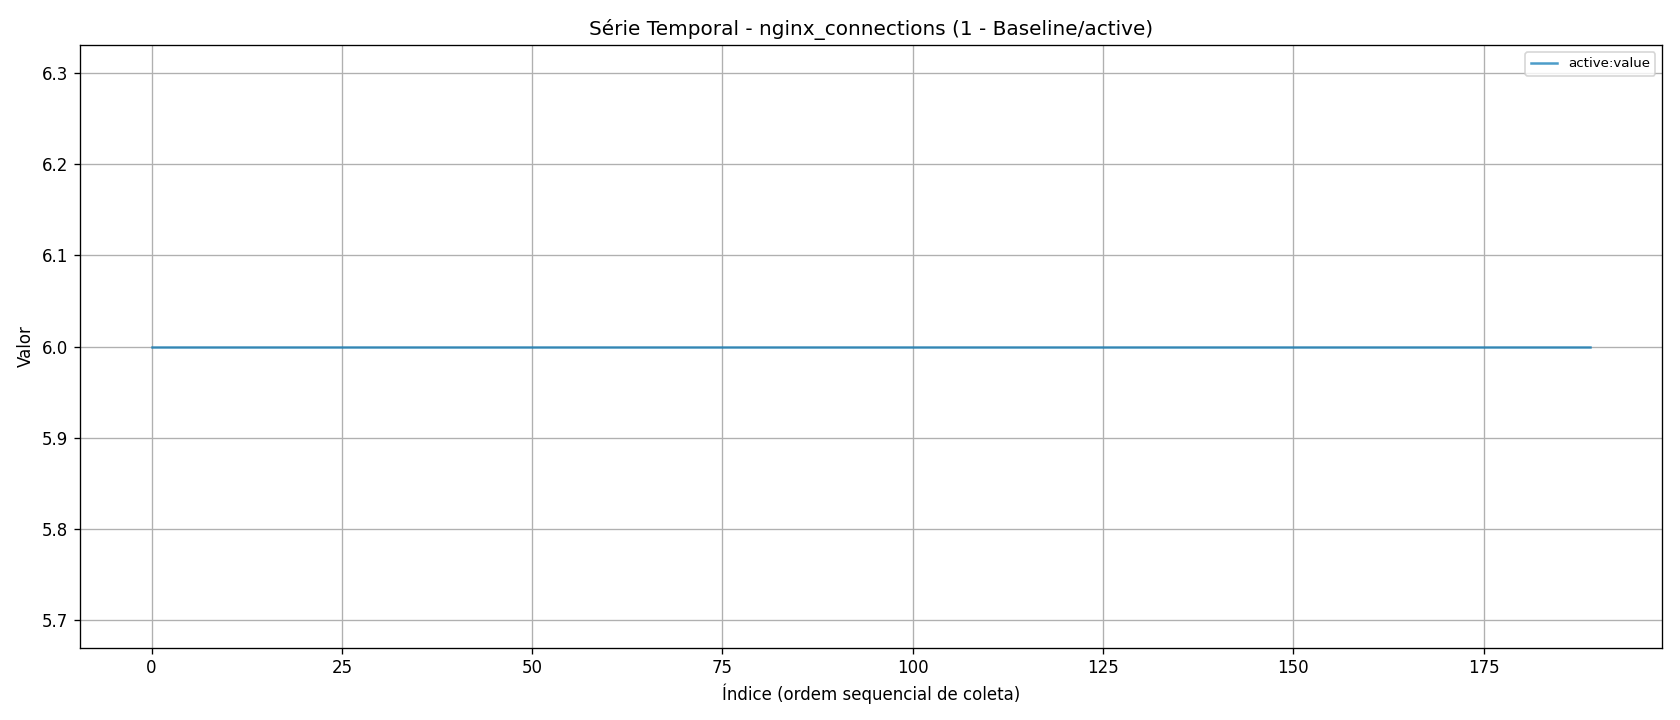 Série Temporal - nginx_connections (1 - Baseline/active)
active:value
6.3
6.2
6.1
6.0
5.9
5.8
5.7
Valor
0 25 50 75 100 125 150 175
Índice (ordem sequencial de coleta)